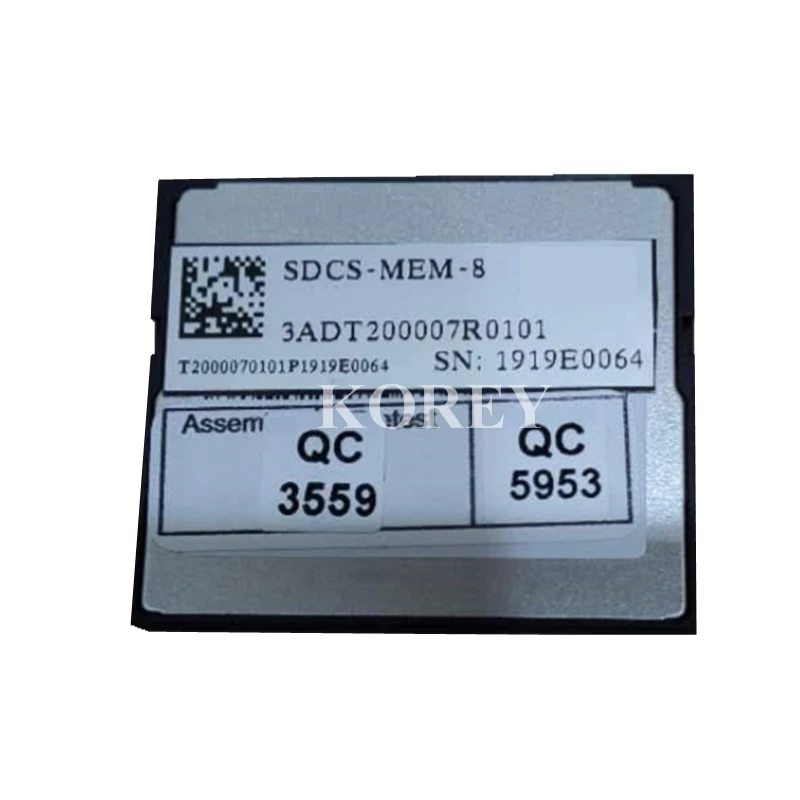 SDCS-MEM-8
3ADT200007R0101
T2000070101P1919E0064 SN: 1919E0064
KOREY
Assem
QC
3559
QC
5953